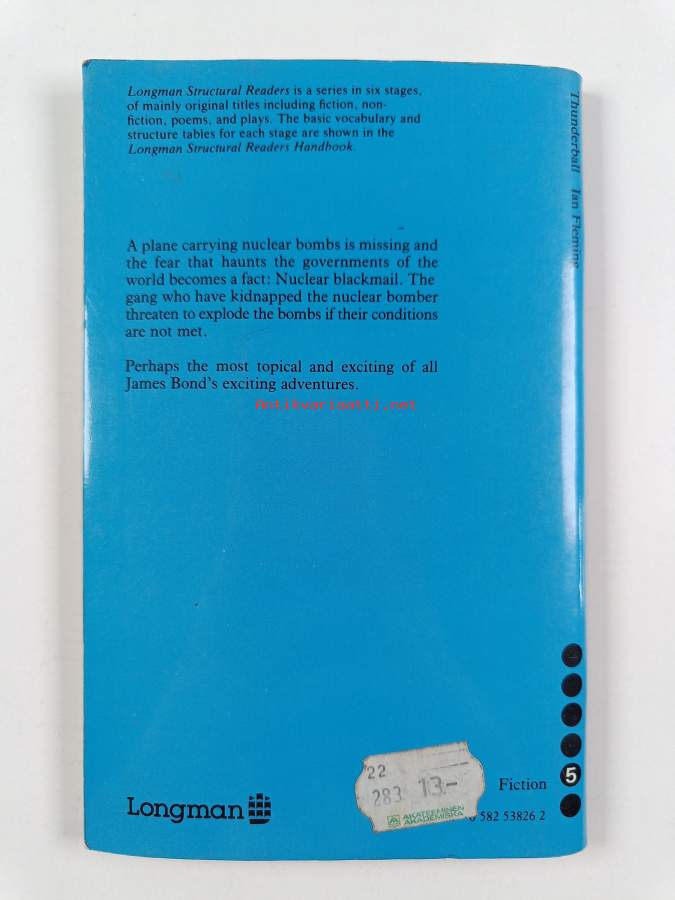 Longman Structural Readers is a series in six stages,
of mainly original titles including fiction, non-
fiction, poems, and plays. The basic vocabulary and
structure tables for each stage are shown in the
Longman Structural Readers Handbook.
A plane carrying nuclear bombs is missing and
the fear that haunts the governments of the
world becomes a fact: Nuclear blackmail. The
gang who have kidnapped the nuclear bomber
threaten to explode the bombs if their conditions
are not met.
Perhaps the most topical and exciting of all
James Bond's exciting adventures.
Antikvariaatti.net
Thunderball Ian Fleming
5
Fiction
22
283 13.-
AKATEEMINEN
AKADEMISKA
0 582 53826 2
Longman